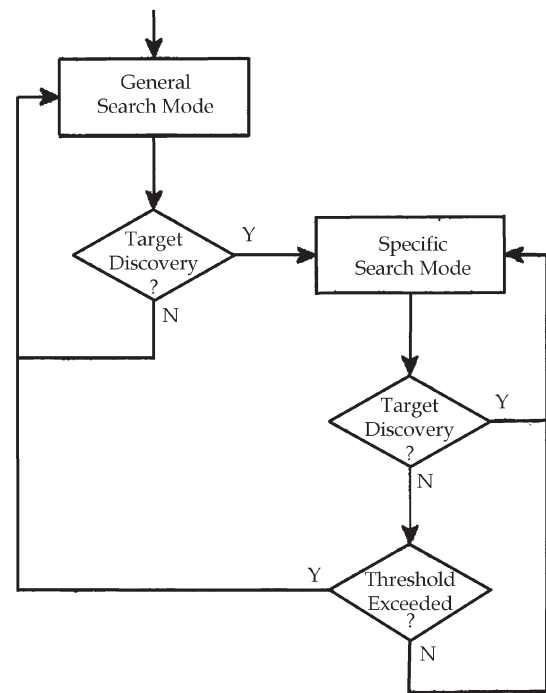 General
Search Mode
Target
Discovery
?
Y
N
Specific
Search Mode
Target
Discovery
?
Y
N
Threshold
Exceeded
?
Y
N